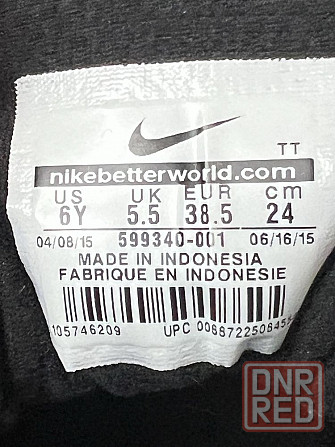 TT
nikebetterworld.com
US UK EUR cm
6Y 5.5 38.5 24
04/08/15 599340-001 06/16/15
MADE IN INDONESIA
FABRIQUE EN INDONESIE
105746209 UPC
DNR
RED